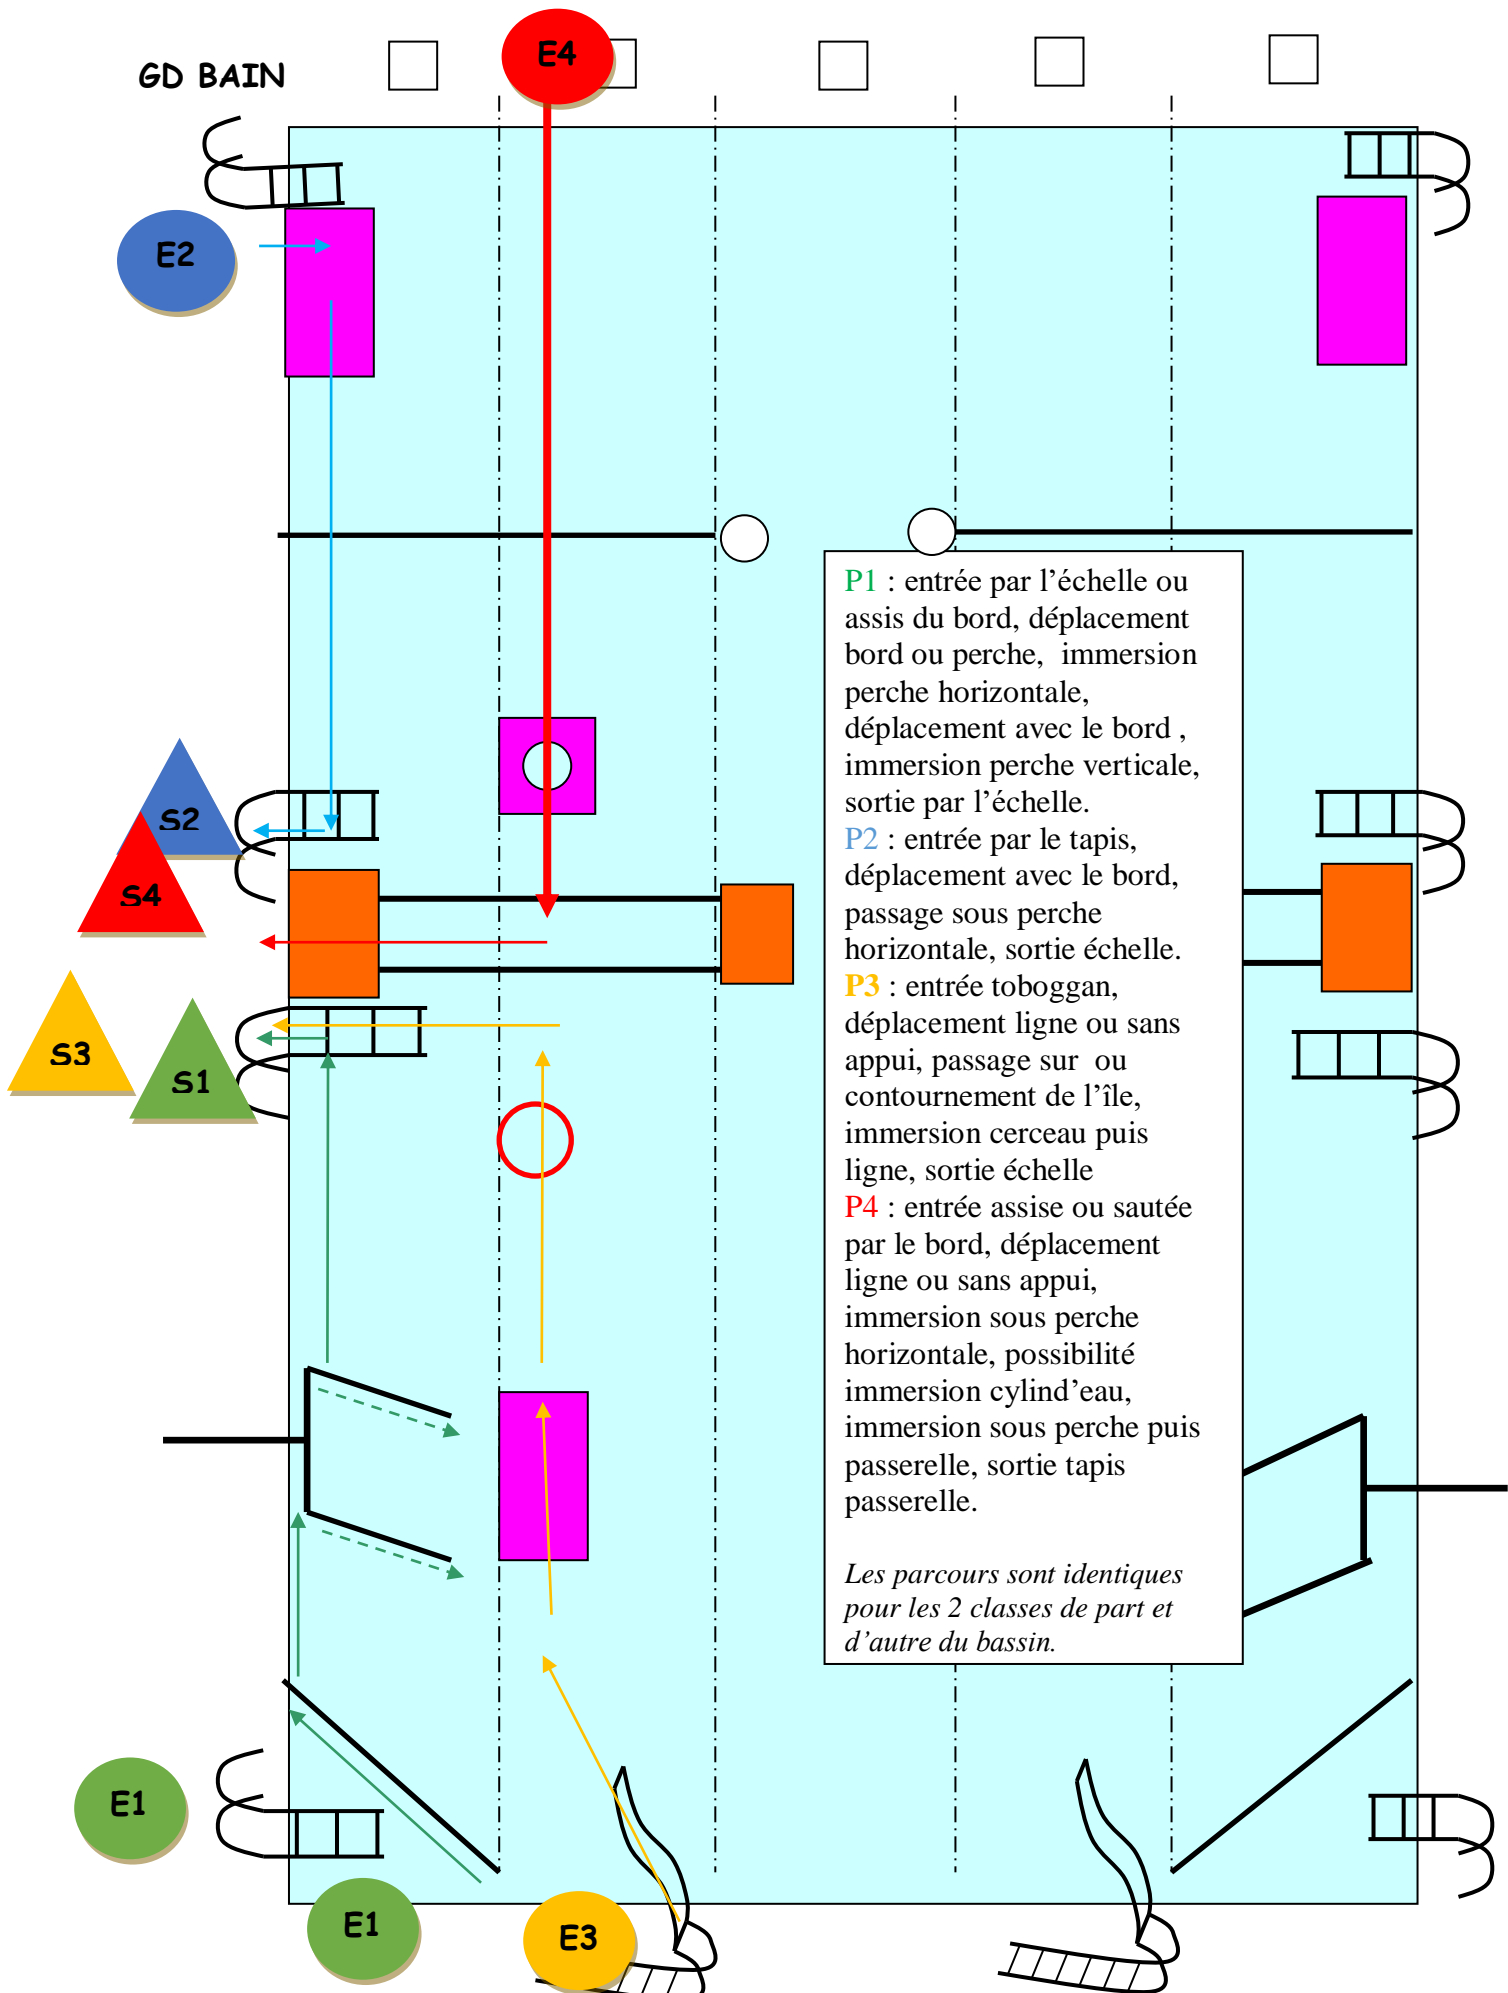 E4
GD BAIN
E2
P1 : entrée par l’échelle ou
assis du bord, déplacement
bord ou perche,  immersion
perche horizontale,
déplacement avec le bord ,
immersion perche verticale,
sortie par l’échelle.
P2 : entrée par le tapis,
déplacement avec le bord,
passage sous perche
horizontale, sortie échelle.
P3 : entrée toboggan,
déplacement ligne ou sans
appui, passage sur  ou
contournement de l’île,
immersion cerceau puis
ligne, sortie échelle
P4 : entrée assise ou sautée
par le bord, déplacement
ligne ou sans appui,
immersion sous perche
horizontale, possibilité
immersion cylind’eau,
immersion sous perche puis
passerelle, sortie tapis
passerelle.
Les parcours sont identiques
pour les 2 classes de part et
d’autre du bassin.
S2
S4
S3
S1
E1
E1
E3